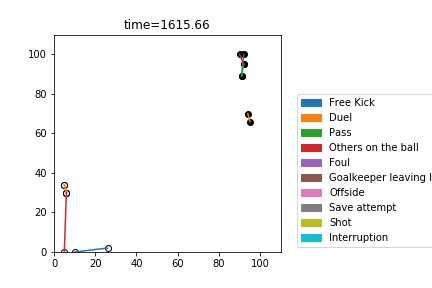 time=1615.66
100
80
60
40
20
0
0 20 40 60 80 100
Free Kick
Duel
Pass
Others on the ball
Foul
Goalkeeper leaving l
Offside
Save attempt
Shot
Interruption